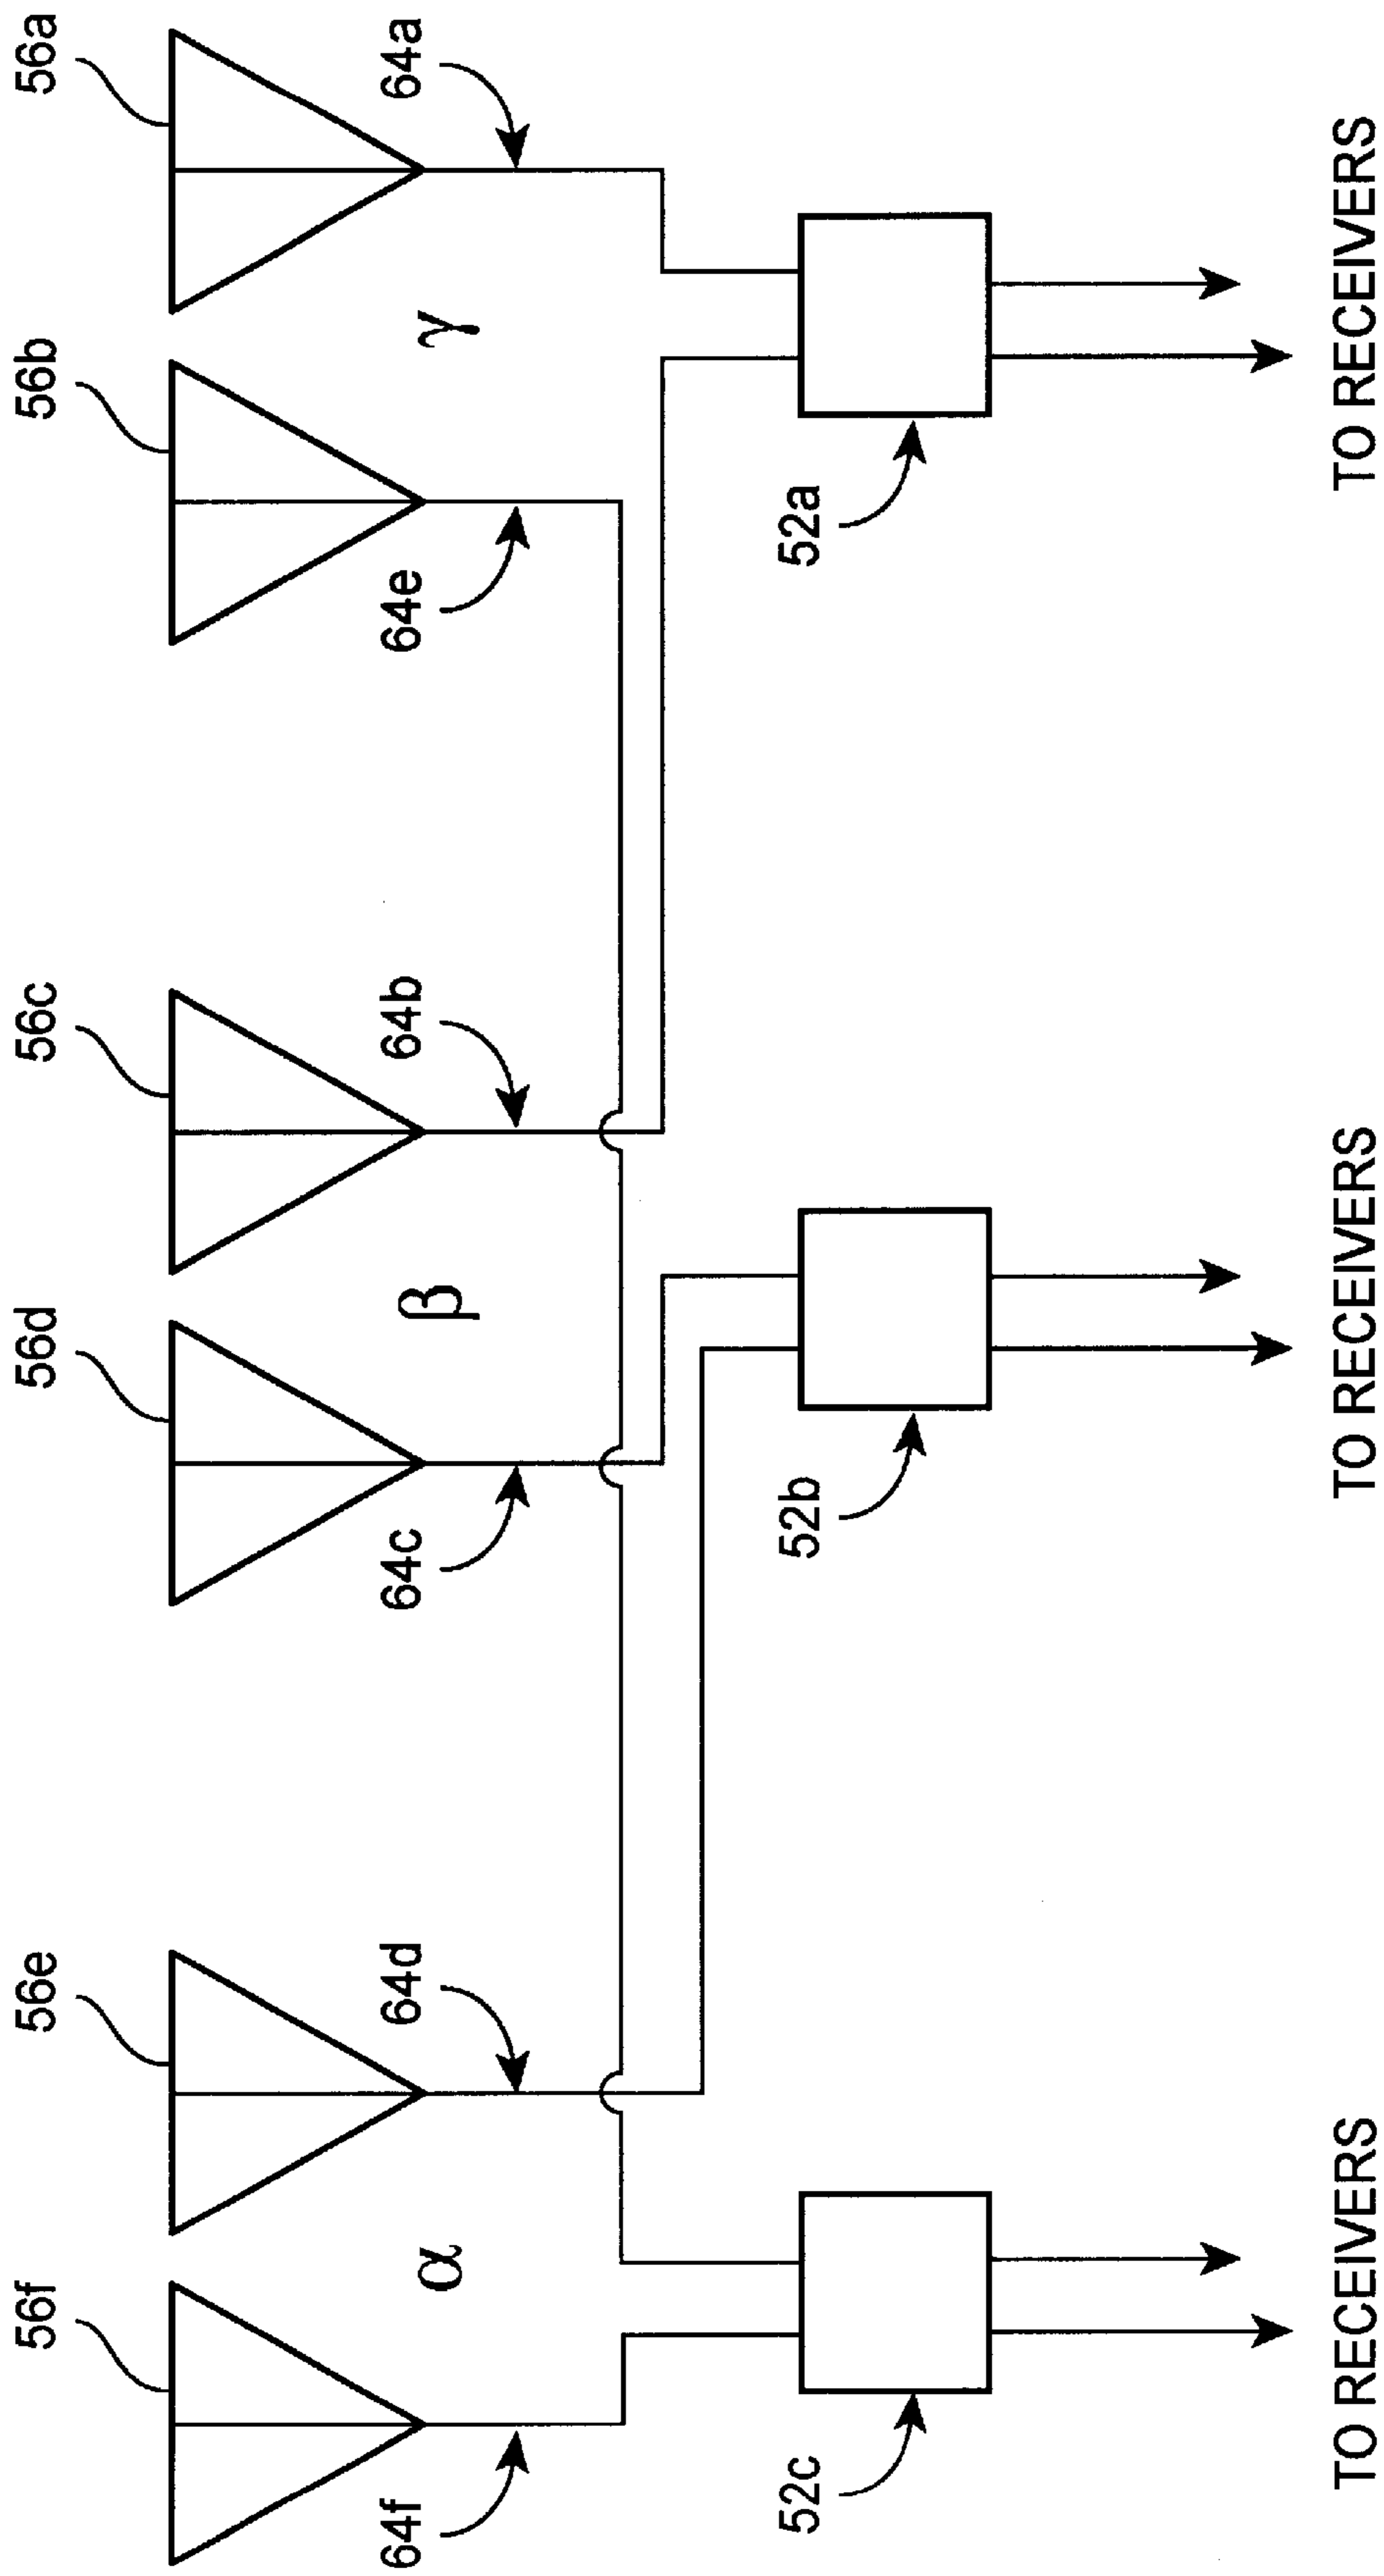 56f
56e
56d
56c
56b
56a
64f
α
64d
64c
β
64b
64e
γ
64a
52c
52b
52a
TO RECEIVERS
TO RECEIVERS
TO RECEIVERS